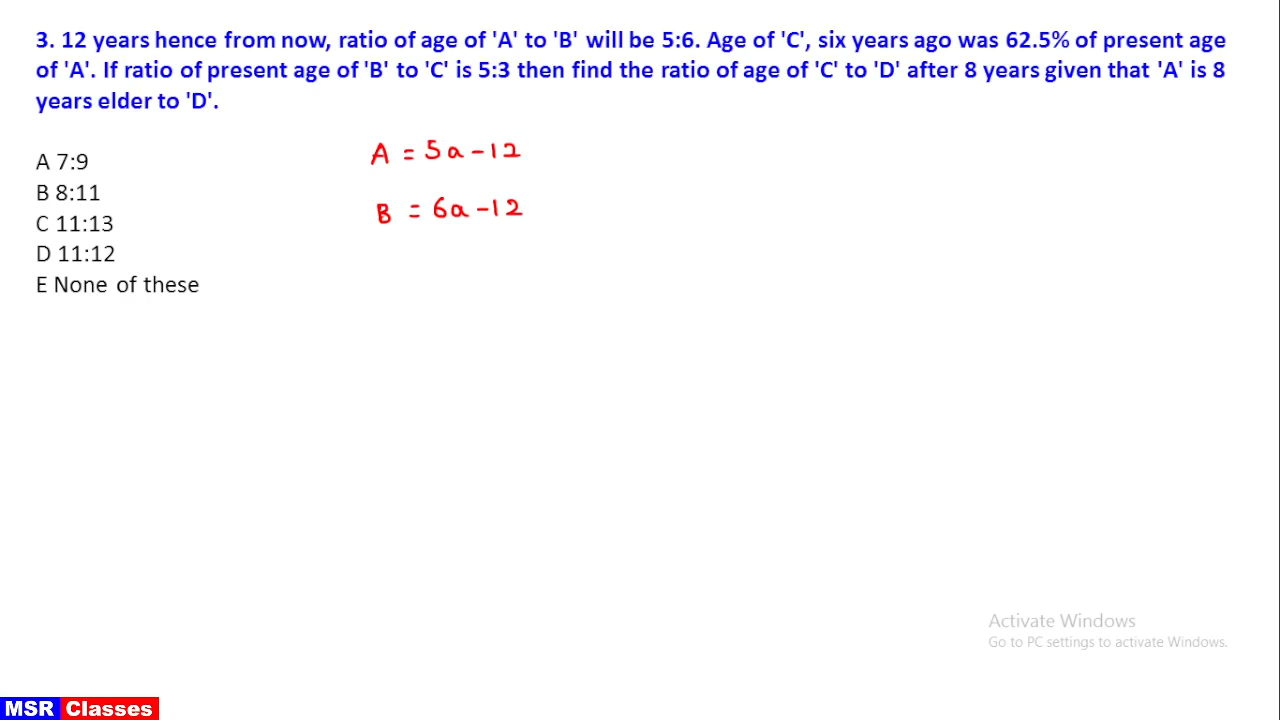 3. 12 years hence from now, ratio of age of 'A' to 'B' will be 5:6. Age of 'C', six years ago was 62.5% of present age
of 'A'. If ratio of present age of 'B' to 'C' is 5:3 then find the ratio of age of 'C' to 'D' after 8 years given that 'A' is 8
years elder to 'D'.
A 7:9
B 8:11
C 11:13
D 11:12
E None of these
A = 5a - 12
B = 6a - 12
Activate Windows
Go to PC settings to activate Windows.
MSR Classes